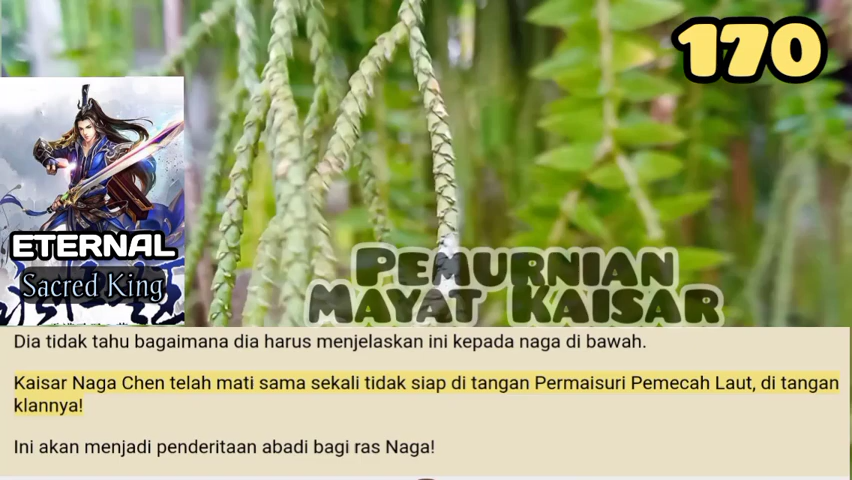 170
ETERNAL
Sacred King
PEMURNIAN
MAYAT KAISAR
Dia tidak tahu bagaimana dia harus menjelaskan ini kepada naga di bawah.
Kaisar Naga Chen telah mati sama sekali tidak siap di tangan Permaisuri Pemecah Laut, di tangan
klannya!
Ini akan menjadi penderitaan abadi bagi ras Naga!